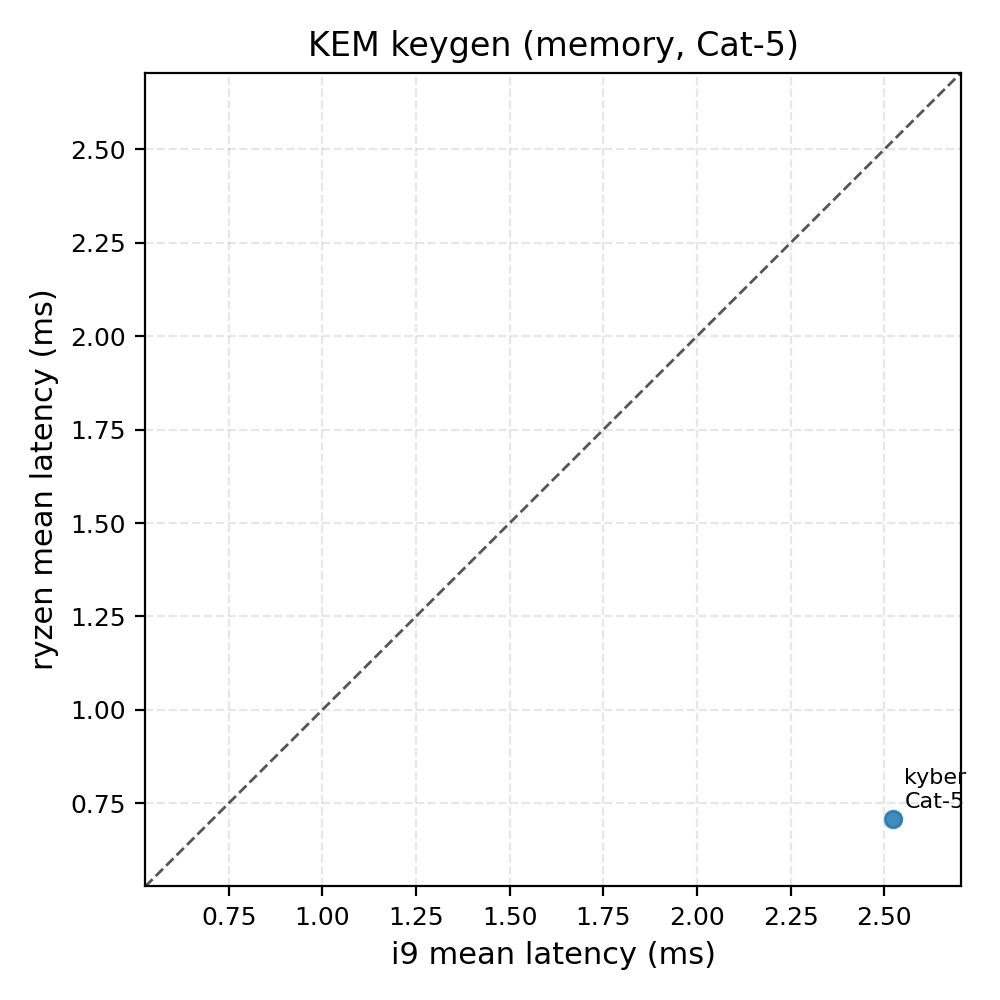 KEM keygen (memory, Cat-5)
ryzen mean latency (ms)
2.50
2.25
2.00
1.75
1.50
1.25
1.00
0.75
kyber
Cat-5
0.75 1.00 1.25 1.50 1.75 2.00 2.25 2.50
i9 mean latency (ms)